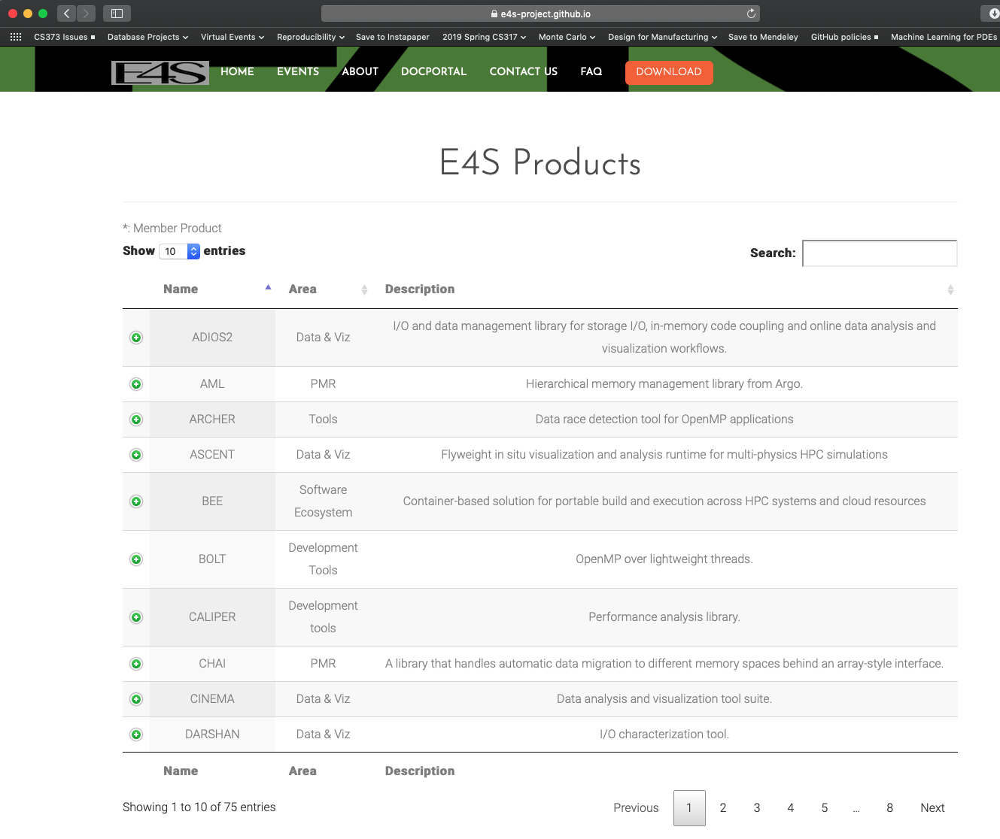 e4s-project.github.io
CS373 Issues Database Projects Virtual Events Reproducibility Save to Instapaper 2019 Spring CS317 Monte Carlo Design for Manufacturing Save to Mendeley GitHub policies Machine Learning for PDEs
E4S HOME EVENTS ABOUT DOCPORTAL CONTACT US FAQ DOWNLOAD
E4S Products
*: Member Product
Show 10 entries
Search:
Name Area Description
ADIOS2 Data & Viz I/O and data management library for storage I/O, in-memory code coupling and online data analysis and
visualization workflows.
AML PMR Hierarchical memory management library from Argo.
ARCHER Tools Data race detection tool for OpenMP applications
ASCENT Data & Viz Flyweight in situ visualization and analysis runtime for multi-physics HPC simulations
BEE Software
Ecosystem Container-based solution for portable build and execution across HPC systems and cloud resources
BOLT Development
Tools OpenMP over lightweight threads.
CALIPER Development
tools Performance analysis library.
CHAI PMR A library that handles automatic data migration to different memory spaces behind an array-style interface.
CINEMA Data & Viz Data analysis and visualization tool suite.
DARSHAN Data & Viz I/O characterization tool.
Name Area Description
Showing 1 to 10 of 75 entries
Previous 1 2 3 4 5 … 8 Next